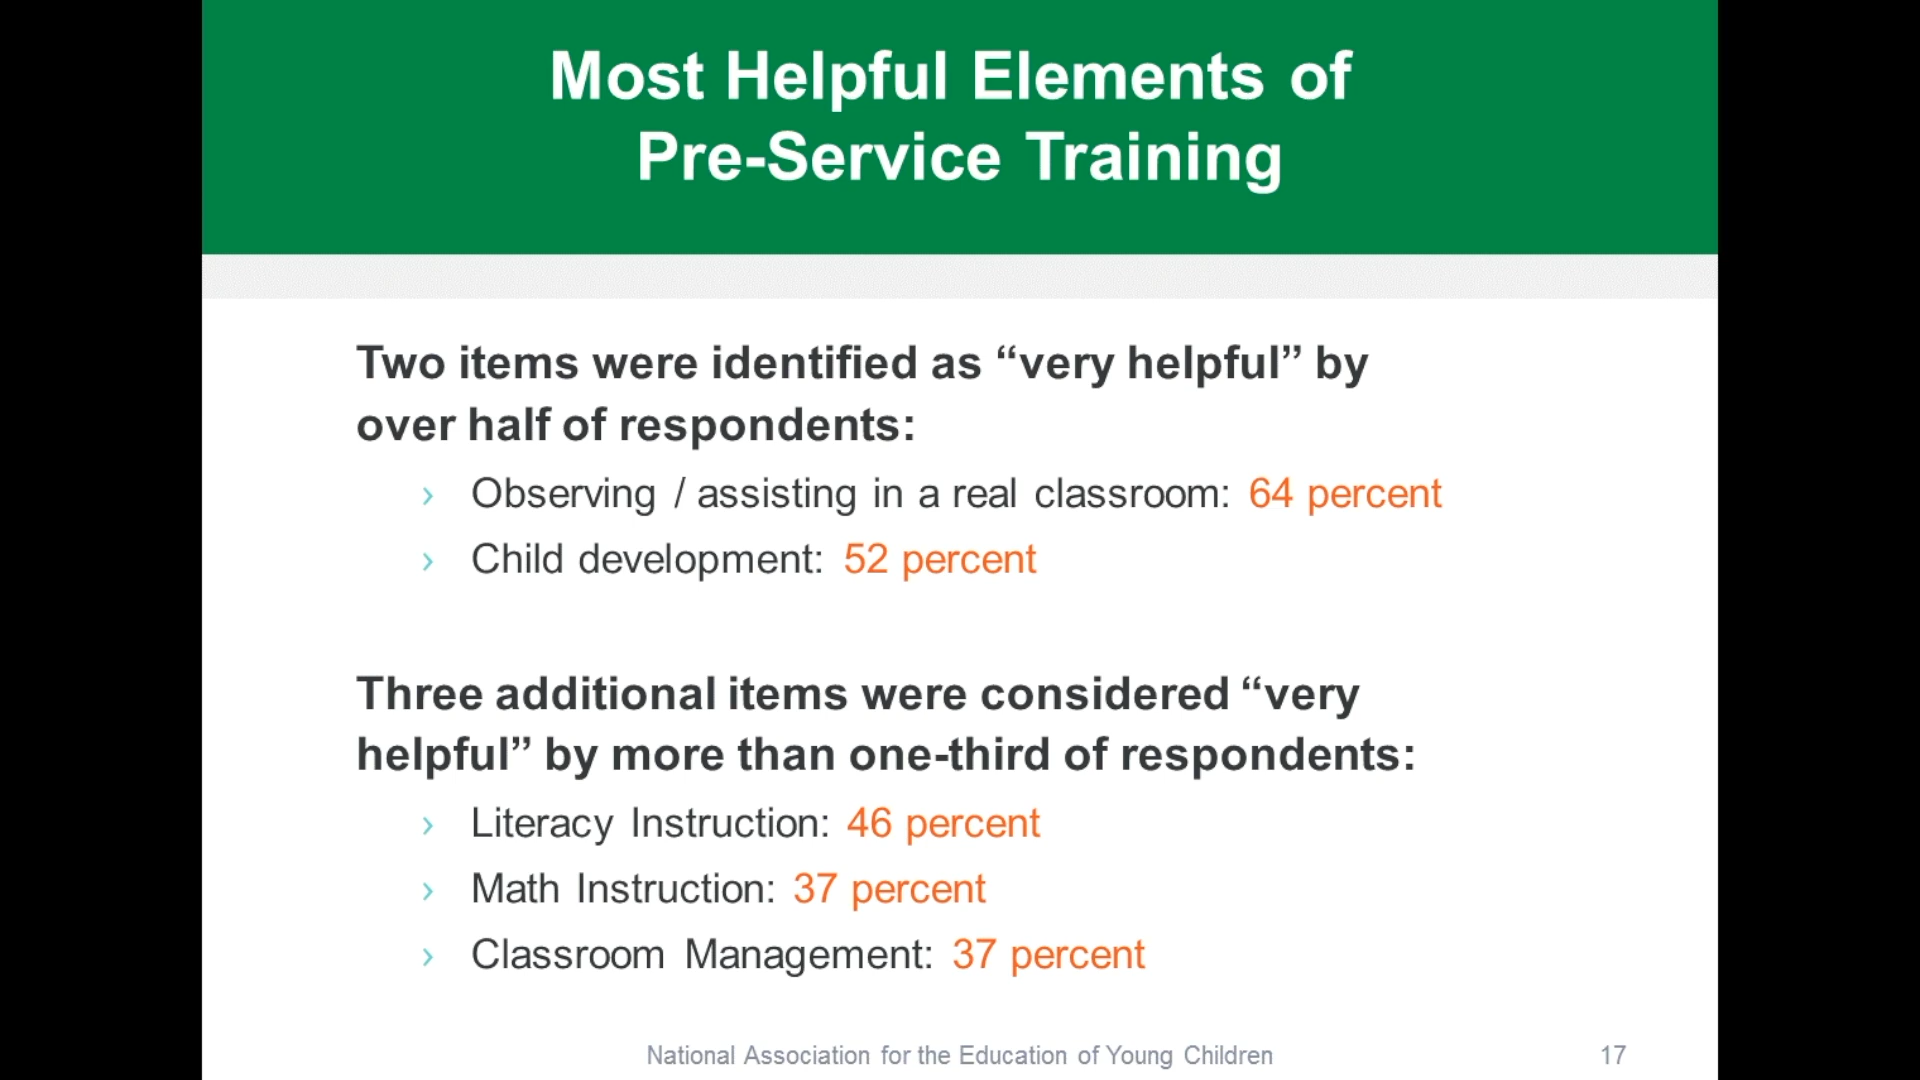 Most Helpful Elements of
Pre-Service Training
Two items were identified as “very helpful” by
over half of respondents:
› Observing / assisting in a real classroom: 64 percent
› Child development: 52 percent
Three additional items were considered “very
helpful” by more than one-third of respondents:
› Literacy Instruction: 46 percent
› Math Instruction: 37 percent
› Classroom Management: 37 percent
National Association for the Education of Young Children 17